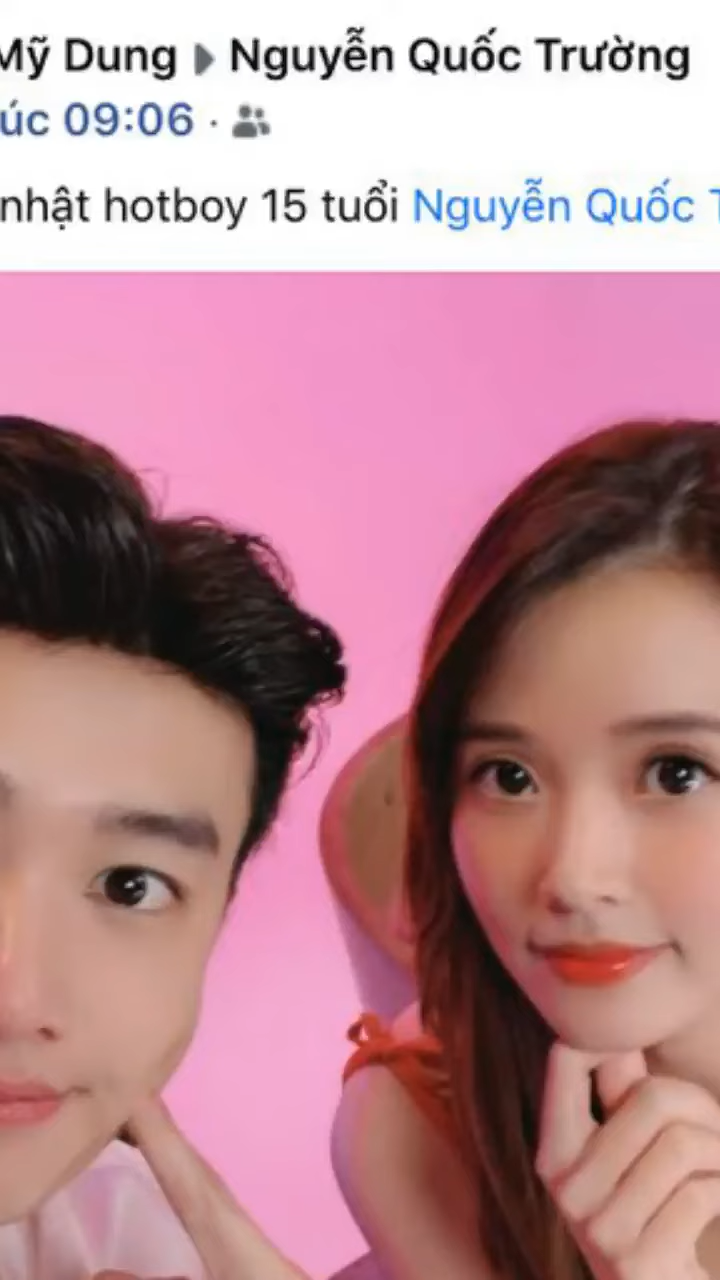 Mỹ Dung ▶ Nguyễn Quốc Trường
úc 09:06 ·
nhật hotboy 15 tuổi Nguyễn Quốc T